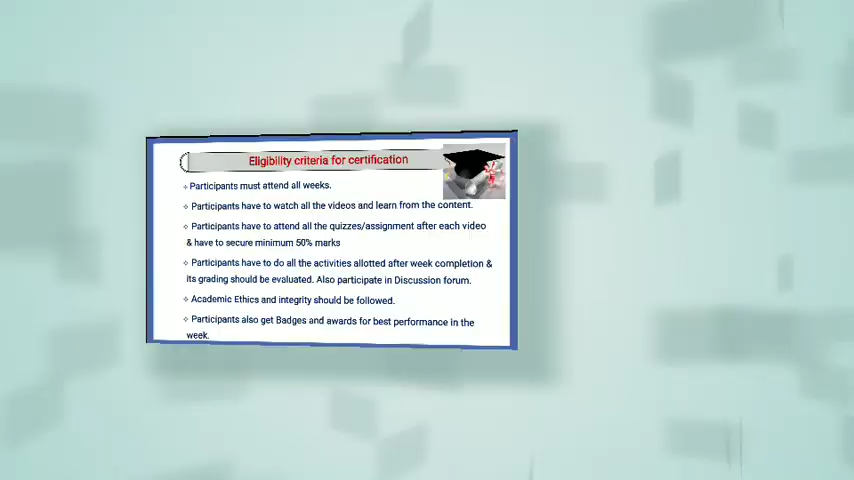 Eligibility criteria for certification
Participants must attend all weeks.
Participants have to watch all the videos and learn from the content.
Participants have to attend all the quizzes/assignment after each video
& have to secure minimum 50% marks
Participants have to do all the activities allotted after week completion &
its grading should be evaluated. Also participate in Discussion forum.
Academic Ethics and integrity should be followed.
Participants also get Badges and awards for best performance in the
week.